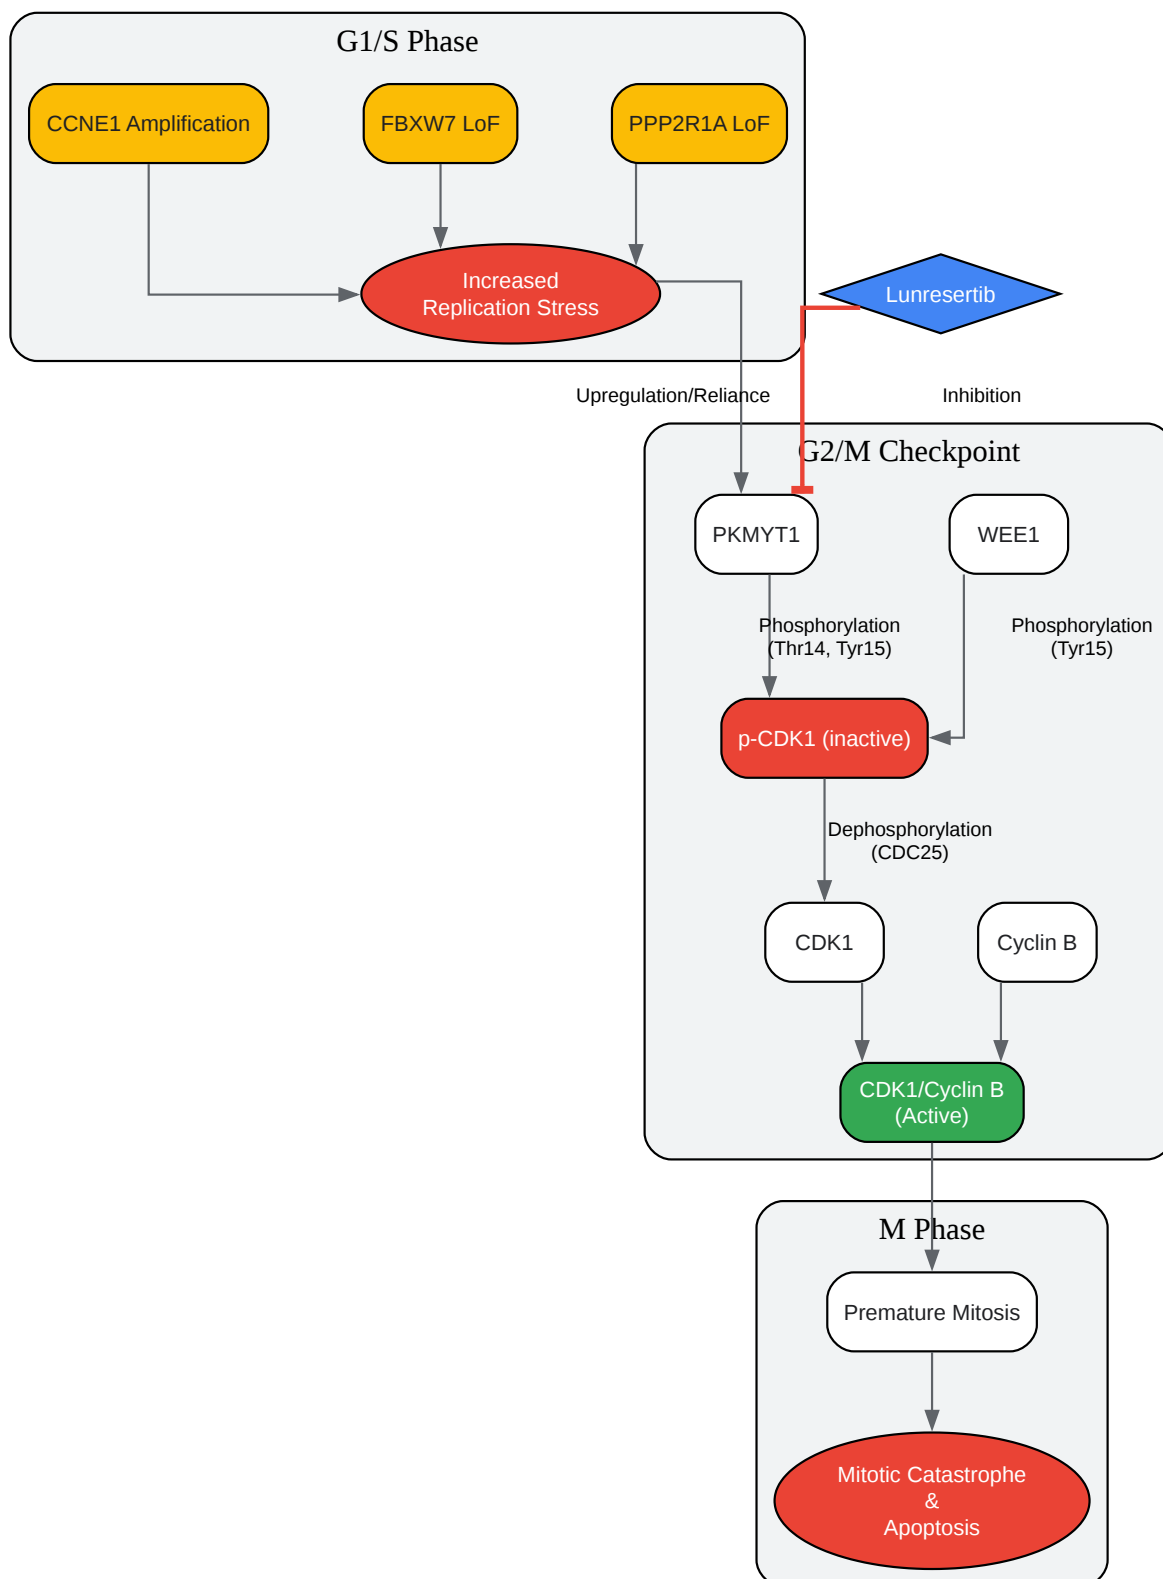 G1/S Phase
CCNE1 Amplification
FBXW7 LoF
PPP2R1A LoF
Increased
Replication Stress
Lunresertib
Upregulation/Reliance
Inhibition
G2/M Checkpoint
PKMYT1
WEE1
Phosphorylation
(Thr14, Tyr15)
Phosphorylation
(Tyr15)
p-CDK1 (inactive)
Dephosphorylation
(CDC25)
CDK1
Cyclin B
CDK1/Cyclin B
(Active)
M Phase
Premature Mitosis
Mitotic Catastrophe
&
Apoptosis